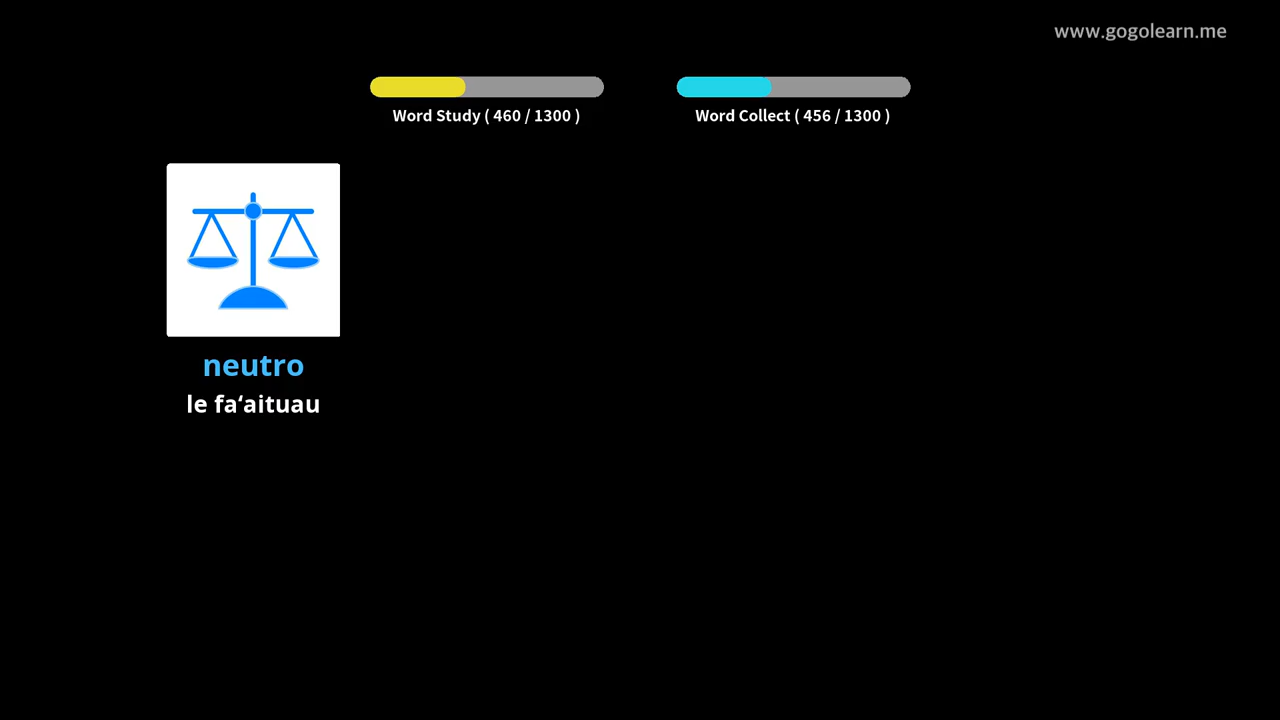 www.gogolearn.me
Word Study ( 460 / 1300 )
Word Collect ( 456 / 1300 )
neutro
le fa‘aituau